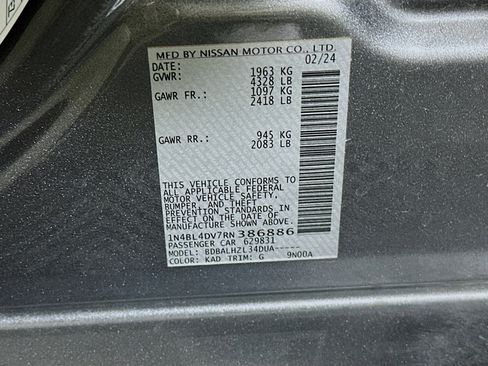 MFD BY NISSAN MOTOR CO., LTD.
DATE: 02/24
GVWR: 1963 KG
4328 LB
GAWR FR.: 1097 KG
2418 LB
GAWR RR.: 945 KG
2083 LB
THIS VEHICLE CONFORMS TO
ALL APPLICABLE FEDERAL
MOTOR VEHICLE SAFETY,
BUMPER, AND THEFT
PREVENTION STANDARDS
IN EFFECT ON THE DATE OF
MANUFACTURE SHOWN ABOVE.
1N4BL4DV7RN386886
PASSENGER CAR 629831
MODEL: BDBALHZL34DUA-----
COLOR: KAD TRIM: G 9N00A